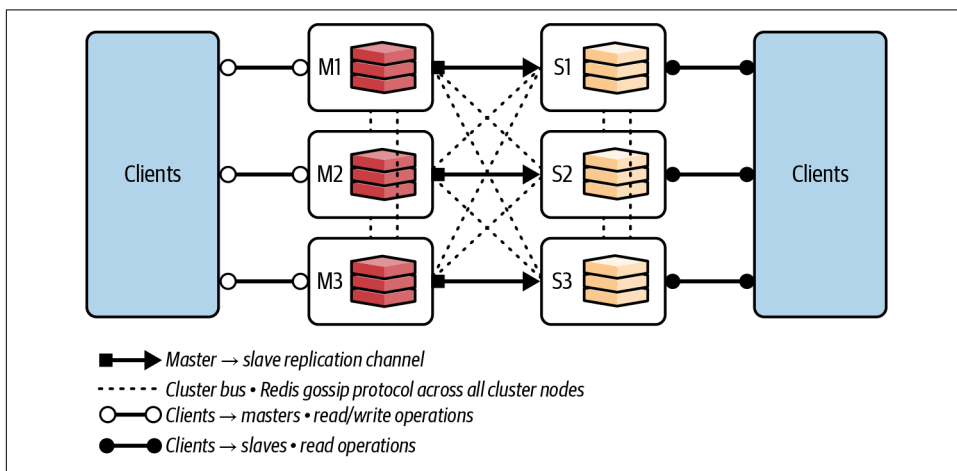 M1
S1
Clients
M2
S2
Clients
M3
S3
Master → slave replication channel
Cluster bus • Redis gossip protocol across all cluster nodes
Clients → masters • read/write operations
Clients → slaves • read operations